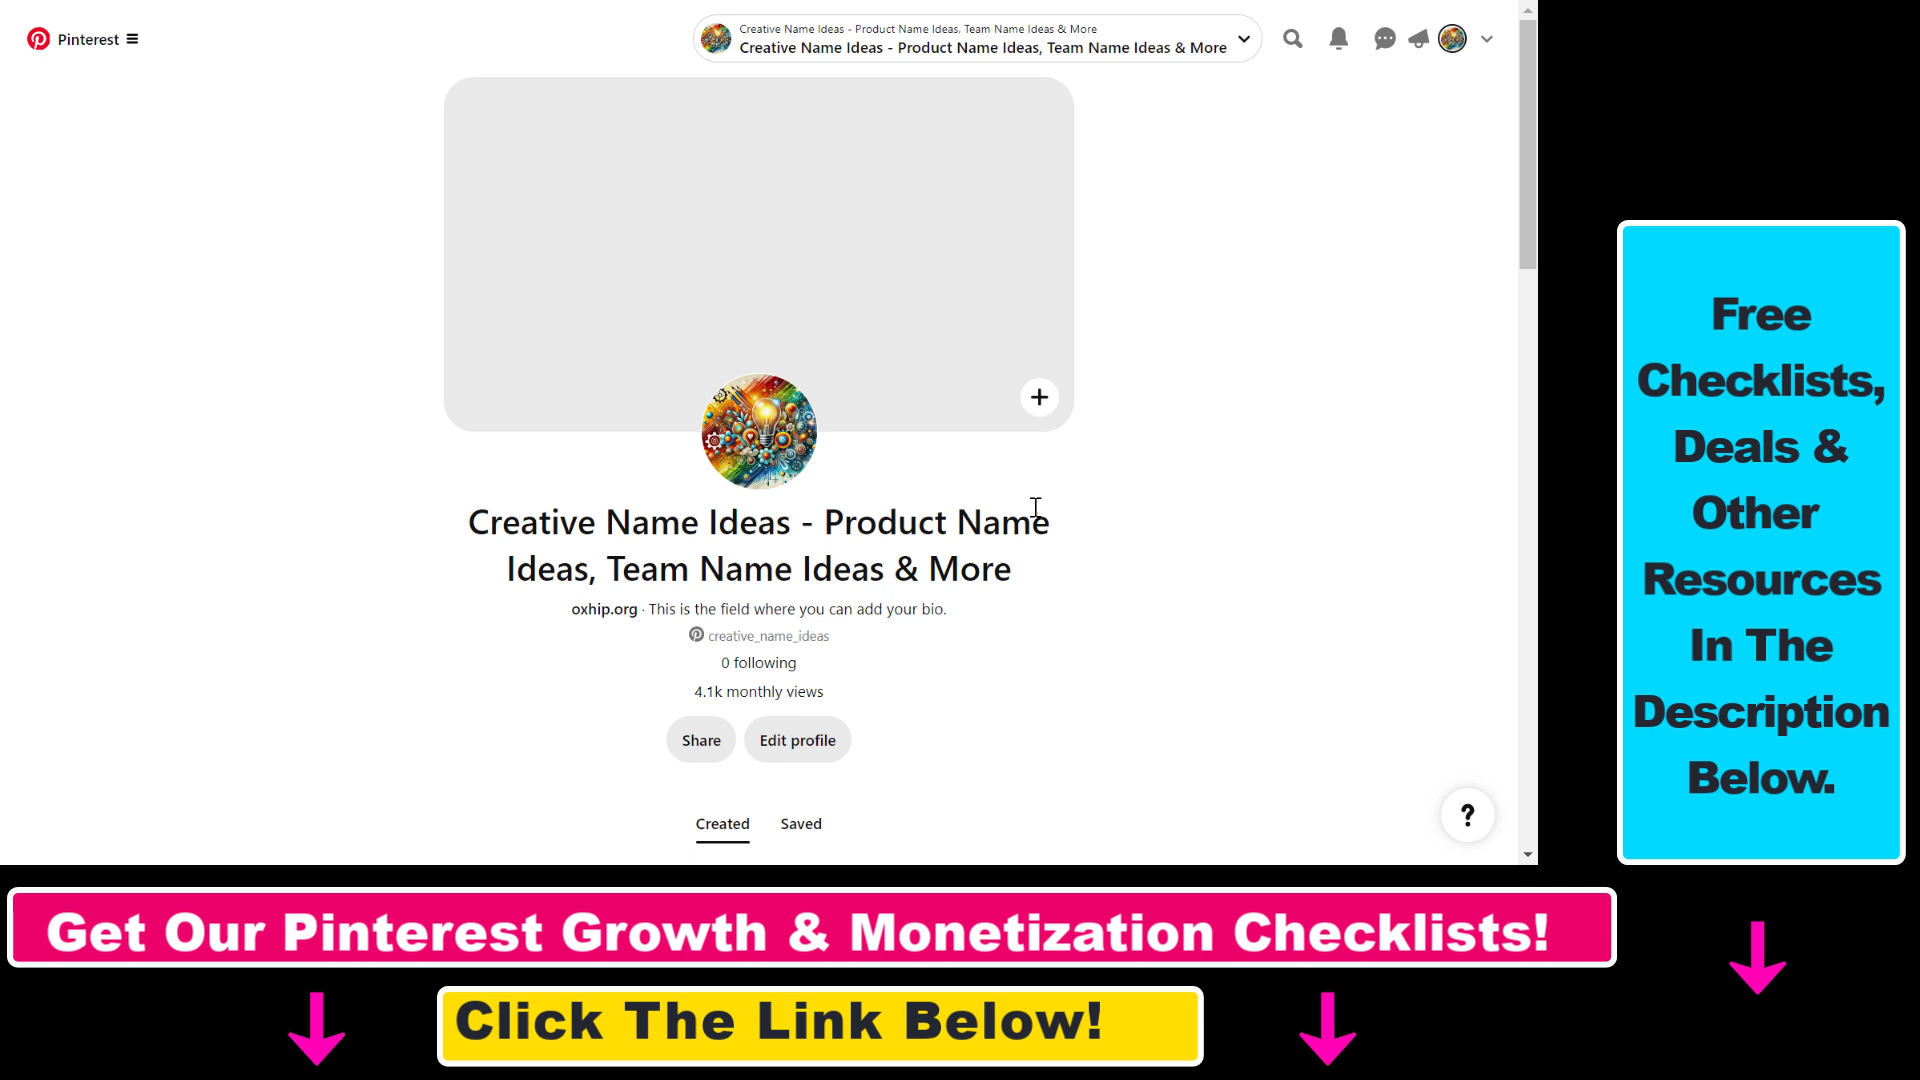 Pinterest
Creative Name Ideas - Product Name Ideas, Team Name Ideas & More
Creative Name Ideas - Product Name Ideas, Team Name Ideas & More
Creative Name Ideas - Product Name
Ideas, Team Name Ideas & More
oxhip.org · This is the field where you can add your bio.
creative_name_ideas
0 following
4.1k monthly views
Share Edit profile
Created Saved
?
Free
Checklists,
Deals &
Other
Resources
In The
Description
Below.
Get Our Pinterest Growth & Monetization Checklists!
Click The Link Below!